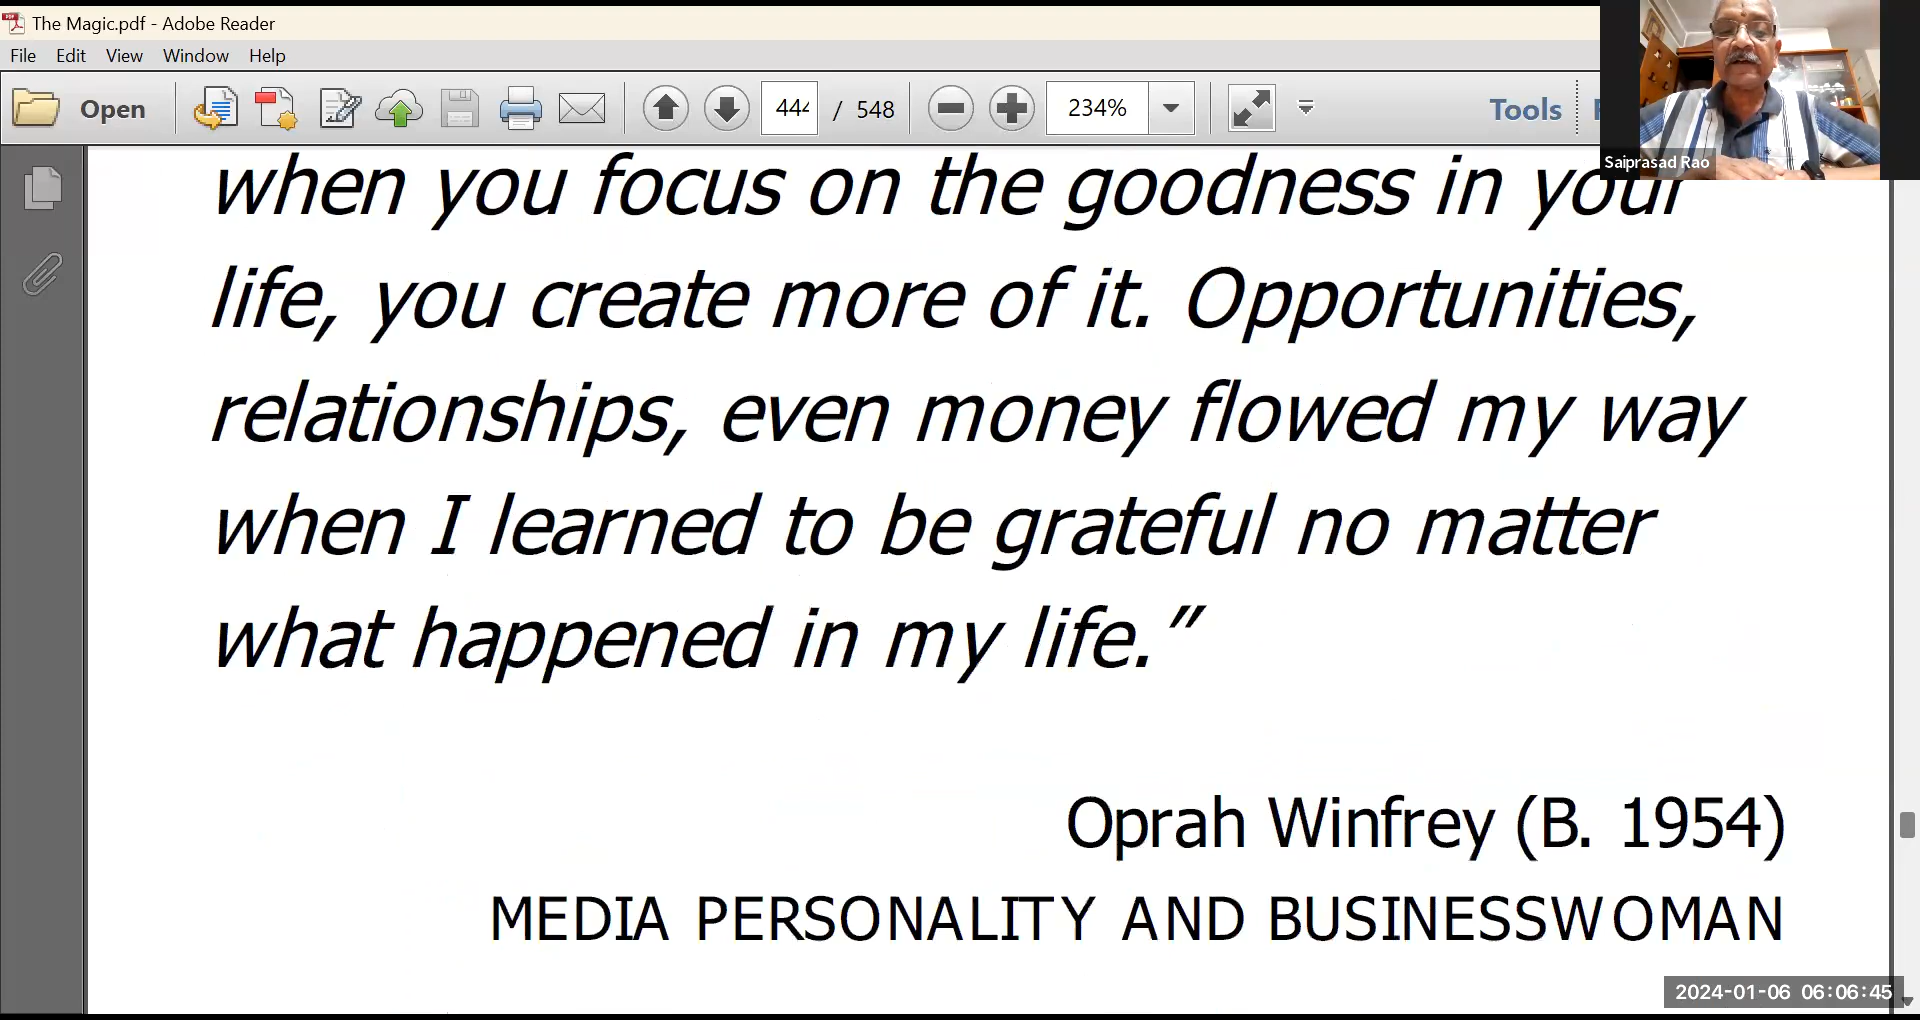 The Magic.pdf - Adobe Reader
File Edit View Window Help
Open 444 / 548 234% Tools
Saiprasad Rao
when you focus on the goodness in your
life, you create more of it. Opportunities,
relationships, even money flowed my way
when I learned to be grateful no matter
what happened in my life.”
Oprah Winfrey (B. 1954)
MEDIA PERSONALITY AND BUSINESSWOMAN
2024-01-06 06:06:45